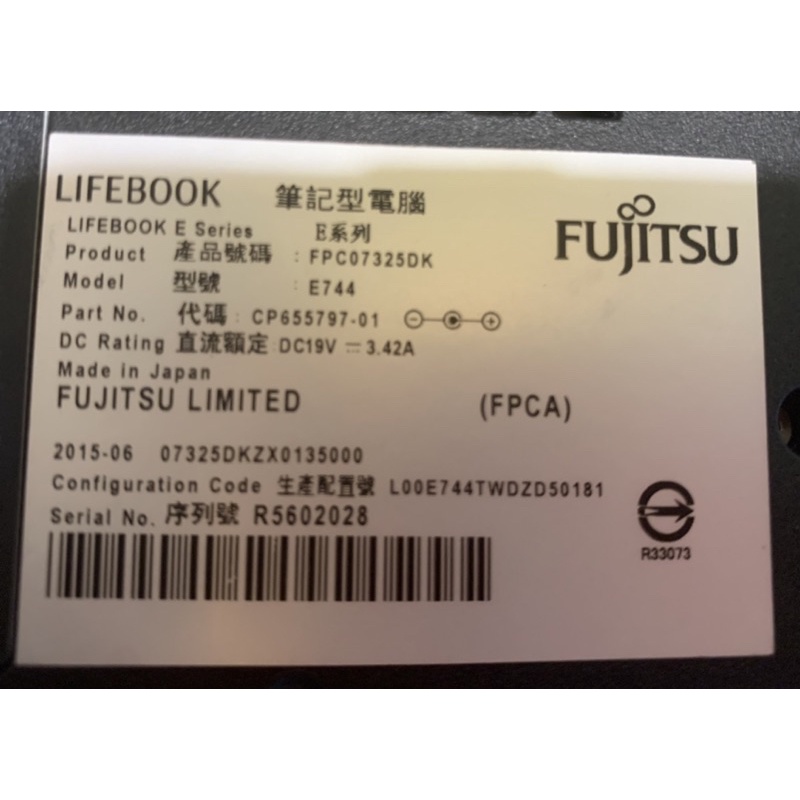 LIFEBOOK 筆記型電腦
FUJITSU
LIFEBOOK E Series E系列
Product 產品號碼 : FPC07325DK
Model 型號 : E744
Part No. 代碼 : CP655797-01
DC Rating 直流額定 DC19V ⎓ 3.42A
Made in Japan
FUJITSU LIMITED (FPCA)
2015-06 07325DKZX0135000
Configuration Code 生產配置號 L00E744TWDZD50181
Serial No. 序列號 R5602028
R33073